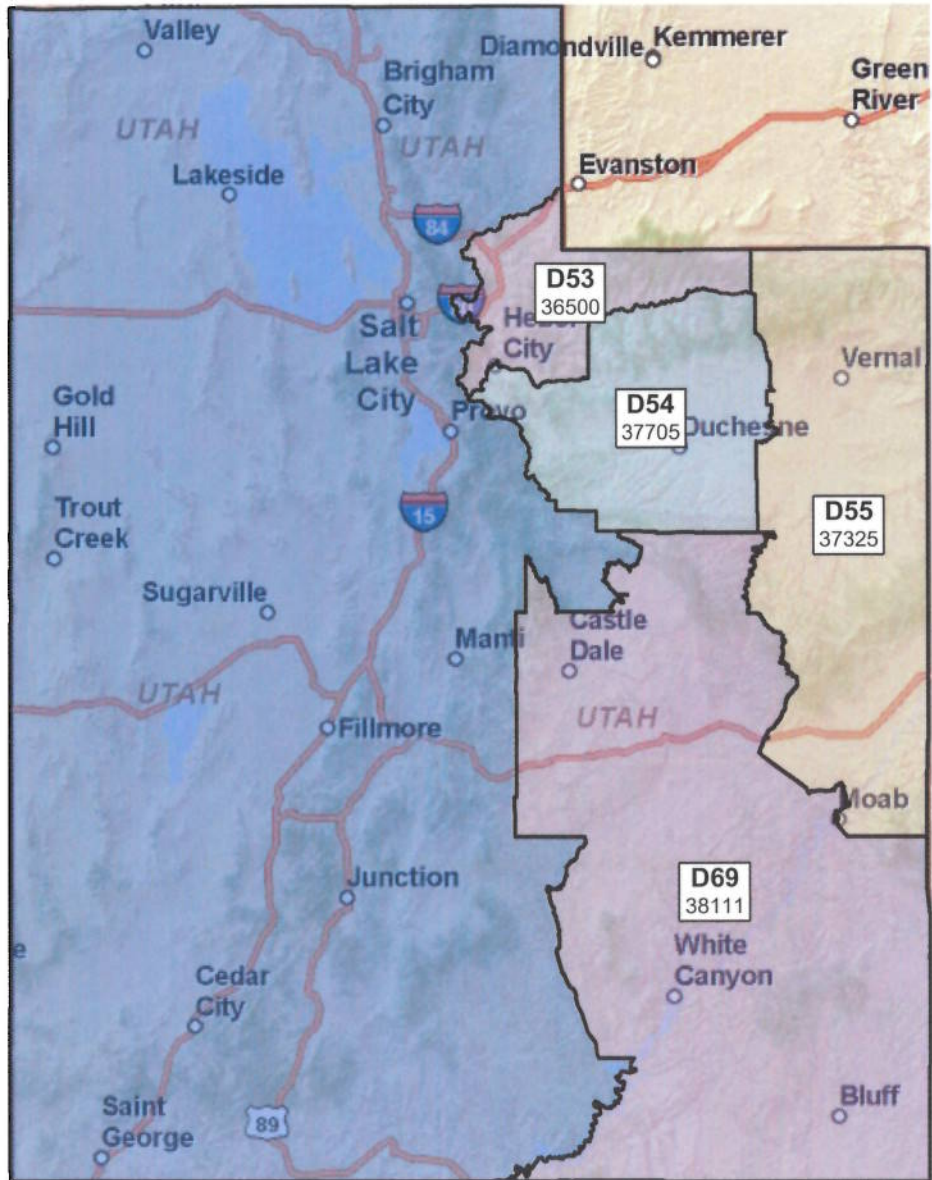 Valley
Diamondville
Kemmerer
Green
River
Brigham
City
UTAH
UTAH
Lakeside
Evanston
84
D53
36500
Salt
Lake
City
City
Vernal
Gold
Hill
D54
37705
Provo
Duchesne
15
D55
37325
Trout
Creek
Sugarville
Castle
Dale
Manti
UTAH
UTAH
Fillmore
Moab
D69
38111
Junction
White
Canyon
Cedar
City
Bluff
Saint
George
89